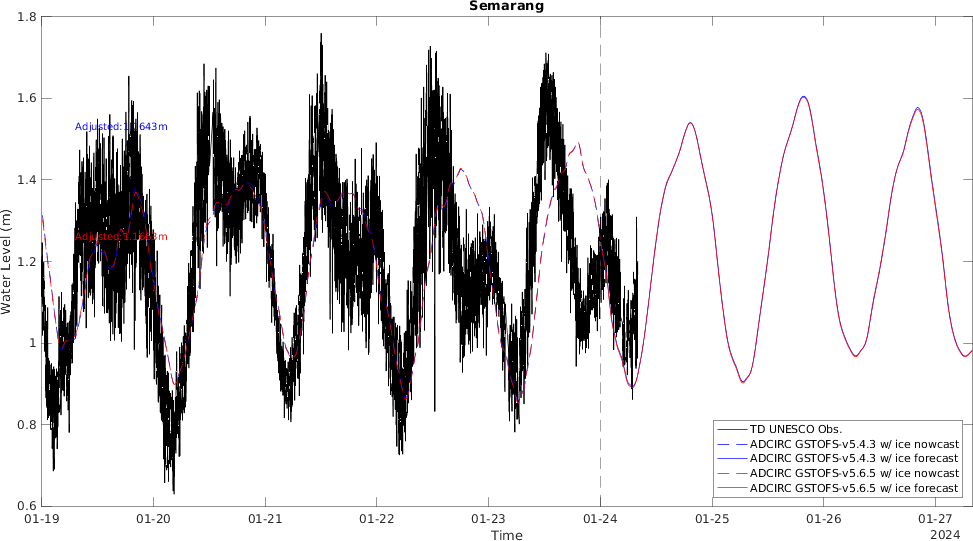 Semarang
1.8
1.6
1.4
1.2
1
0.8
0.6
Water Level (m)
Adjusted:
01-19
01-20
01-21
01-22
01-23
01-24
01-25
01-26
01-27
2024
Time
TD UNESCO Obs.
ADCIRC GSTOFS-v5.4.3 w/ ice nowcast
ADCIRC GSTOFS-v5.4.3 w/ ice forecast
ADCIRC GSTOFS-v5.6.5 w/ ice nowcast
ADCIRC GSTOFS-v5.6.5 w/ ice forecast